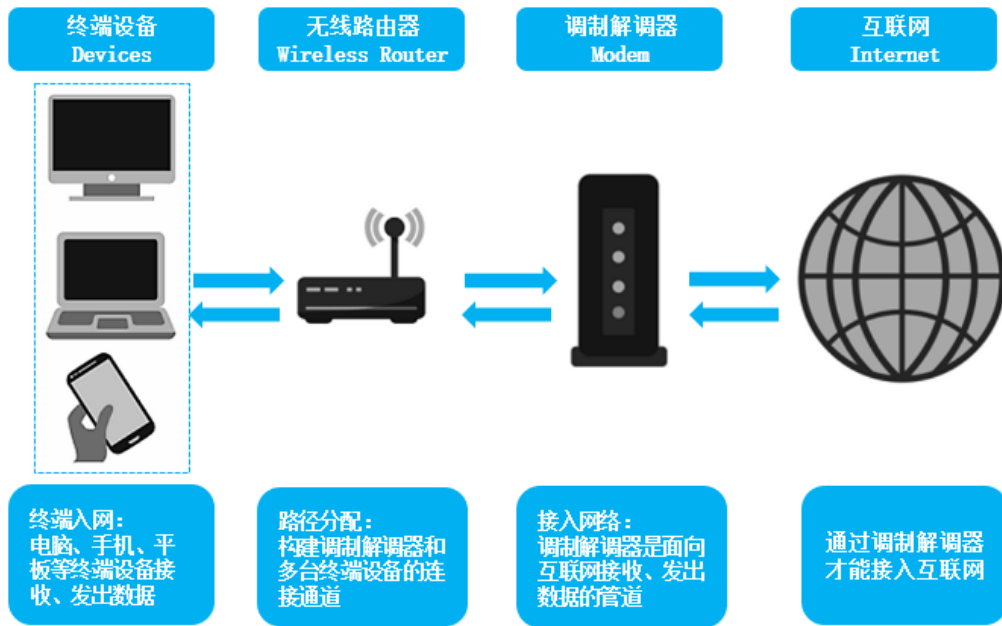 终端设备
Devices
无线路由器
Wireless Router
调制解调器
Modem
互联网
Internet
终端入网：
电脑、手机、平
板等终端设备接
收、发出数据
路径分配：
构建调制解调器和
多台终端设备的连
接通道
接入网络：
调制解调器是面向
互联网接收、发出
数据的管道
通过调制解调器
才能接入互联网